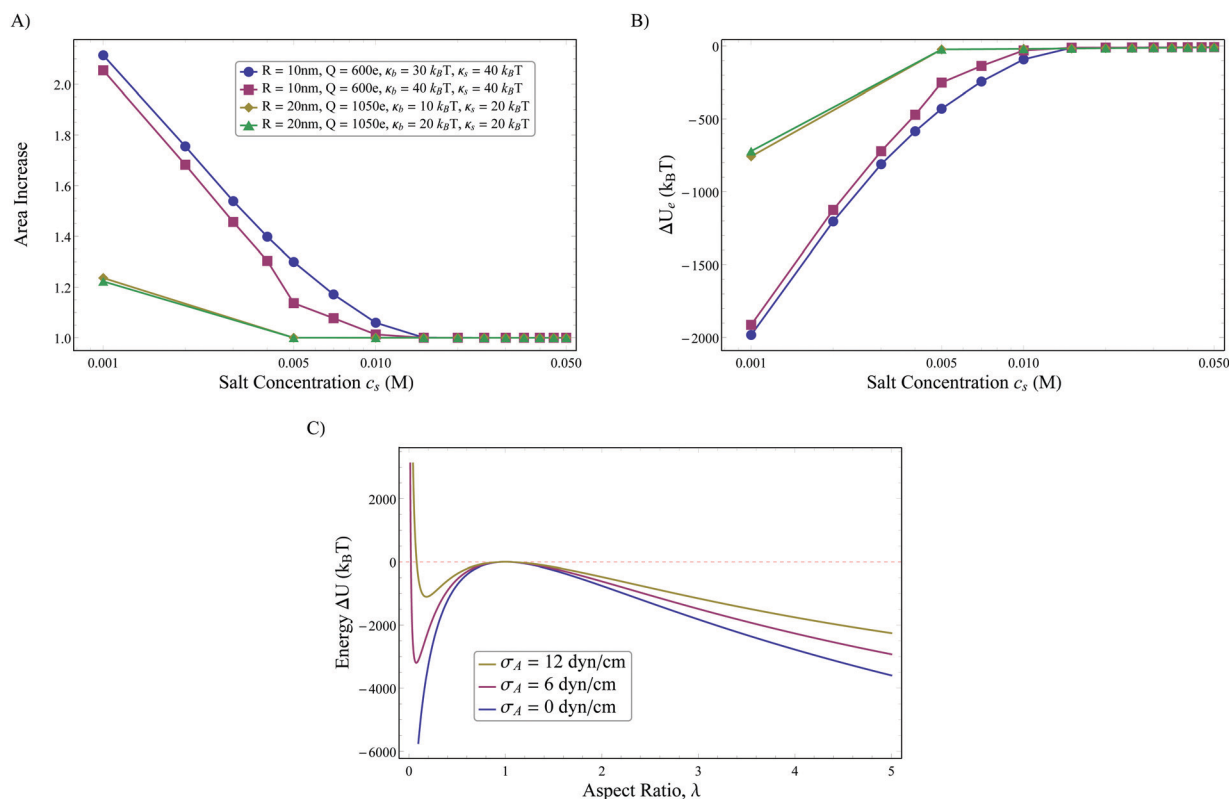 A)
Area Increase
2.0
1.8
1.6
1.4
1.2
1.0
R = 10nm, Q = 600e, κb = 30 kBT, κs = 40 kBT
R = 10nm, Q = 600e, κb = 40 kBT, κs = 40 kBT
R = 20nm, Q = 1050e, κb = 10 kBT, κs = 20 kBT
R = 20nm, Q = 1050e, κb = 20 kBT, κs = 20 kBT
0.001 0.005 0.010 0.050
Salt Concentration cs (M)
B)
ΔUe (kBT)
0
−500
−1000
−1500
−2000
0.001 0.005 0.010 0.050
Salt Concentration cs (M)
C)
Energy ΔU (kBT)
2000
0
−2000
−4000
−6000
σA = 12 dyn/cm
σA = 6 dyn/cm
σA = 0 dyn/cm
0 1 2 3 4 5
Aspect Ratio, λ